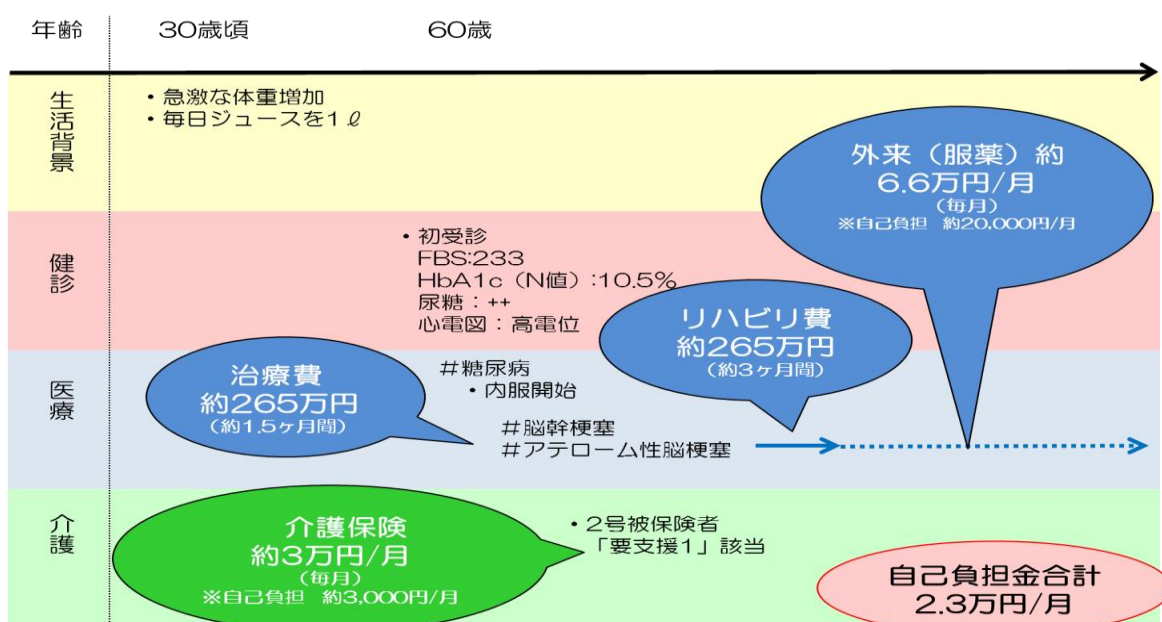 年齢
30歳頃
60歳
生活背景
・急激な体重増加
・毎日ジュースを1ℓ
外来（服薬）約
6.6万円/月
（毎月）
※自己負担 約20,000円/月
健診
・初受診
FBS:233
HbA1c（N値）:10.5%
尿糖：++
心電図：高電位
リハビリ費
約265万円
（約3ヶ月間）
医療
治療費
約265万円
（約1.5ヶ月間）
＃糖尿病
・内服開始
＃脳幹梗塞
＃アテローム性脳梗塞
介護
介護保険
約3万円/月
（毎月）
※自己負担 約3,000円/月
・2号被保険者
「要支援1」該当
自己負担金合計
2.3万円/月